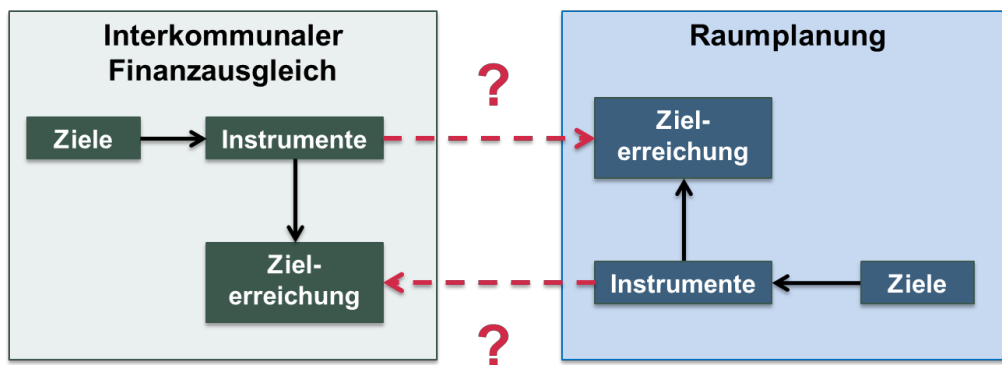 Interkommunaler
Finanzausgleich
Ziele
Instrumente
Ziel-
erreichung
?
?
Raumplanung
Ziel-
erreichung
Instrumente
Ziele